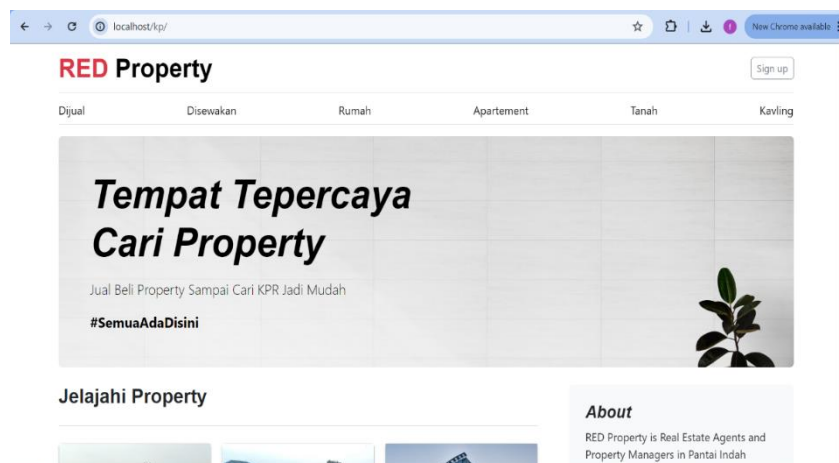 localhost/kp/
New Chrome available
RED Property
Sign up
Dijual Disewakan Rumah Apartement Tanah Kavling
Tempat Tepercaya
Cari Property
Jual Beli Property Sampai Cari KPR Jadi Mudah
#SemuaAdaDisini
Jelajahi Property
About
RED Property is Real Estate Agents and
Property Managers in Pantai Indah